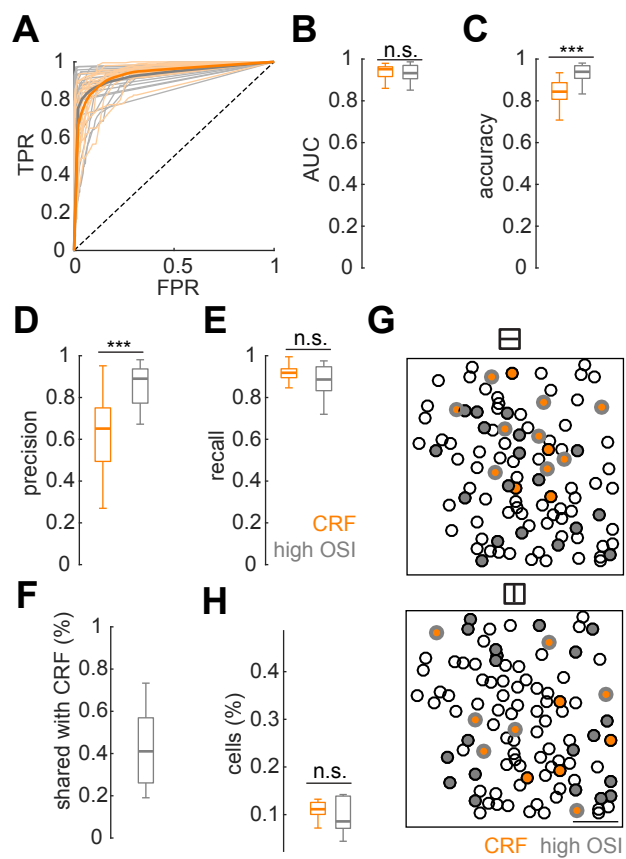 A
TPR
1
0.8
0.6
0.4
0.2
0
0
0.5
1
FPR
B
n.s.
AUC
1
0.8
0.6
0.4
0.2
0
C
***
accuracy
1
0.8
0.6
0.4
0.2
0
D
***
precision
1
0.8
0.6
0.4
0.2
0
E
n.s.
recall
1
0.8
0.6
0.4
0.2
0
CRF
high OSI
F
shared with CRF (%)
1
0.8
0.6
0.4
0.2
0
H
n.s.
cells (%)
0.4
0.3
0.2
0.1
G
CRF high OSI